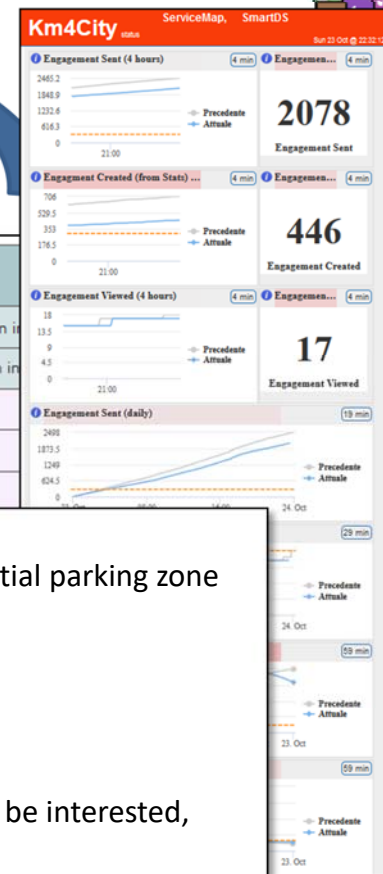 Km4City status
ServiceMap, SmartDS
Sun 23 Oct @ 22:32:1
Engagement Sent (4 hours) 4 min
2465.2
1848.9
1232.6
616.3
0
21:00
Precedente
Attuale
Engagemen... 4 min
2078
Engagement Sent
Engagment Created (from Stats) ... 4 min
706
529.5
353
176.5
0
21:00
Precedente
Attuale
Engagemen... 4 min
446
Engagement Created
Engagement Viewed (4 hours) 4 min
18
13.5
9
4.5
0
21:00
Precedente
Attuale
Engagemen... 4 min
17
Engagement Viewed
Engagement Sent (daily) 19 min
2498
1873.5
1249
624.5
0
24. Oct
Precedente
Attuale
29 min
Precedente
Attuale
24. Oct
59 min
Precedente
Attuale
23. Oct
59 min
Precedente
Attuale
23. Oct
n i
in
tial parking zone
be interested,